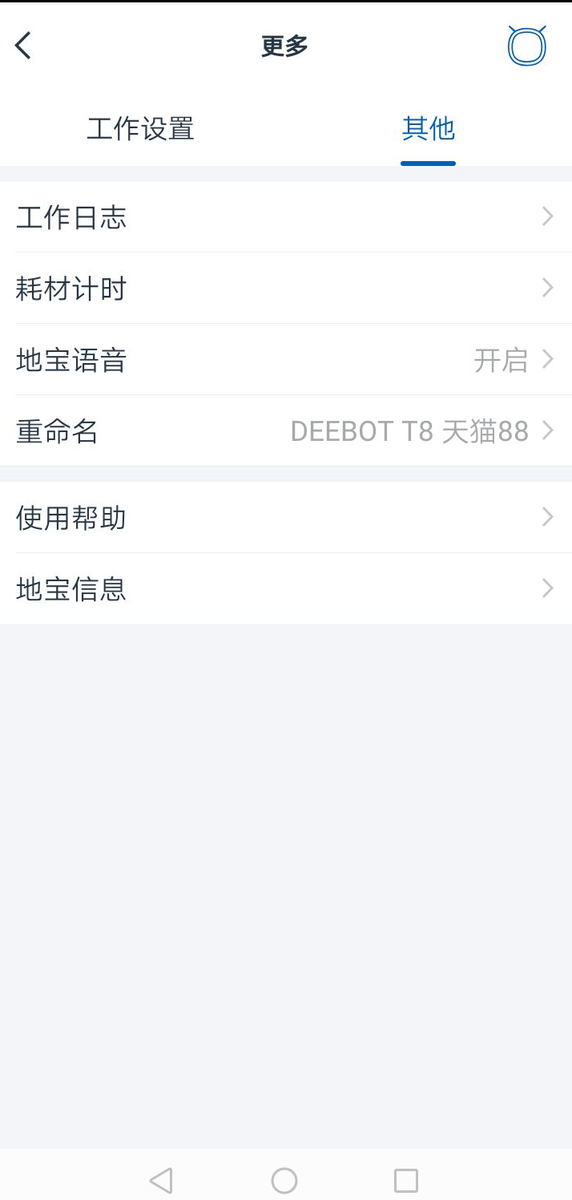 更多
工作设置 其他
工作日志
耗材计时
地宝语音 开启
重命名 DEEBOT T8 天猫88
使用帮助
地宝信息